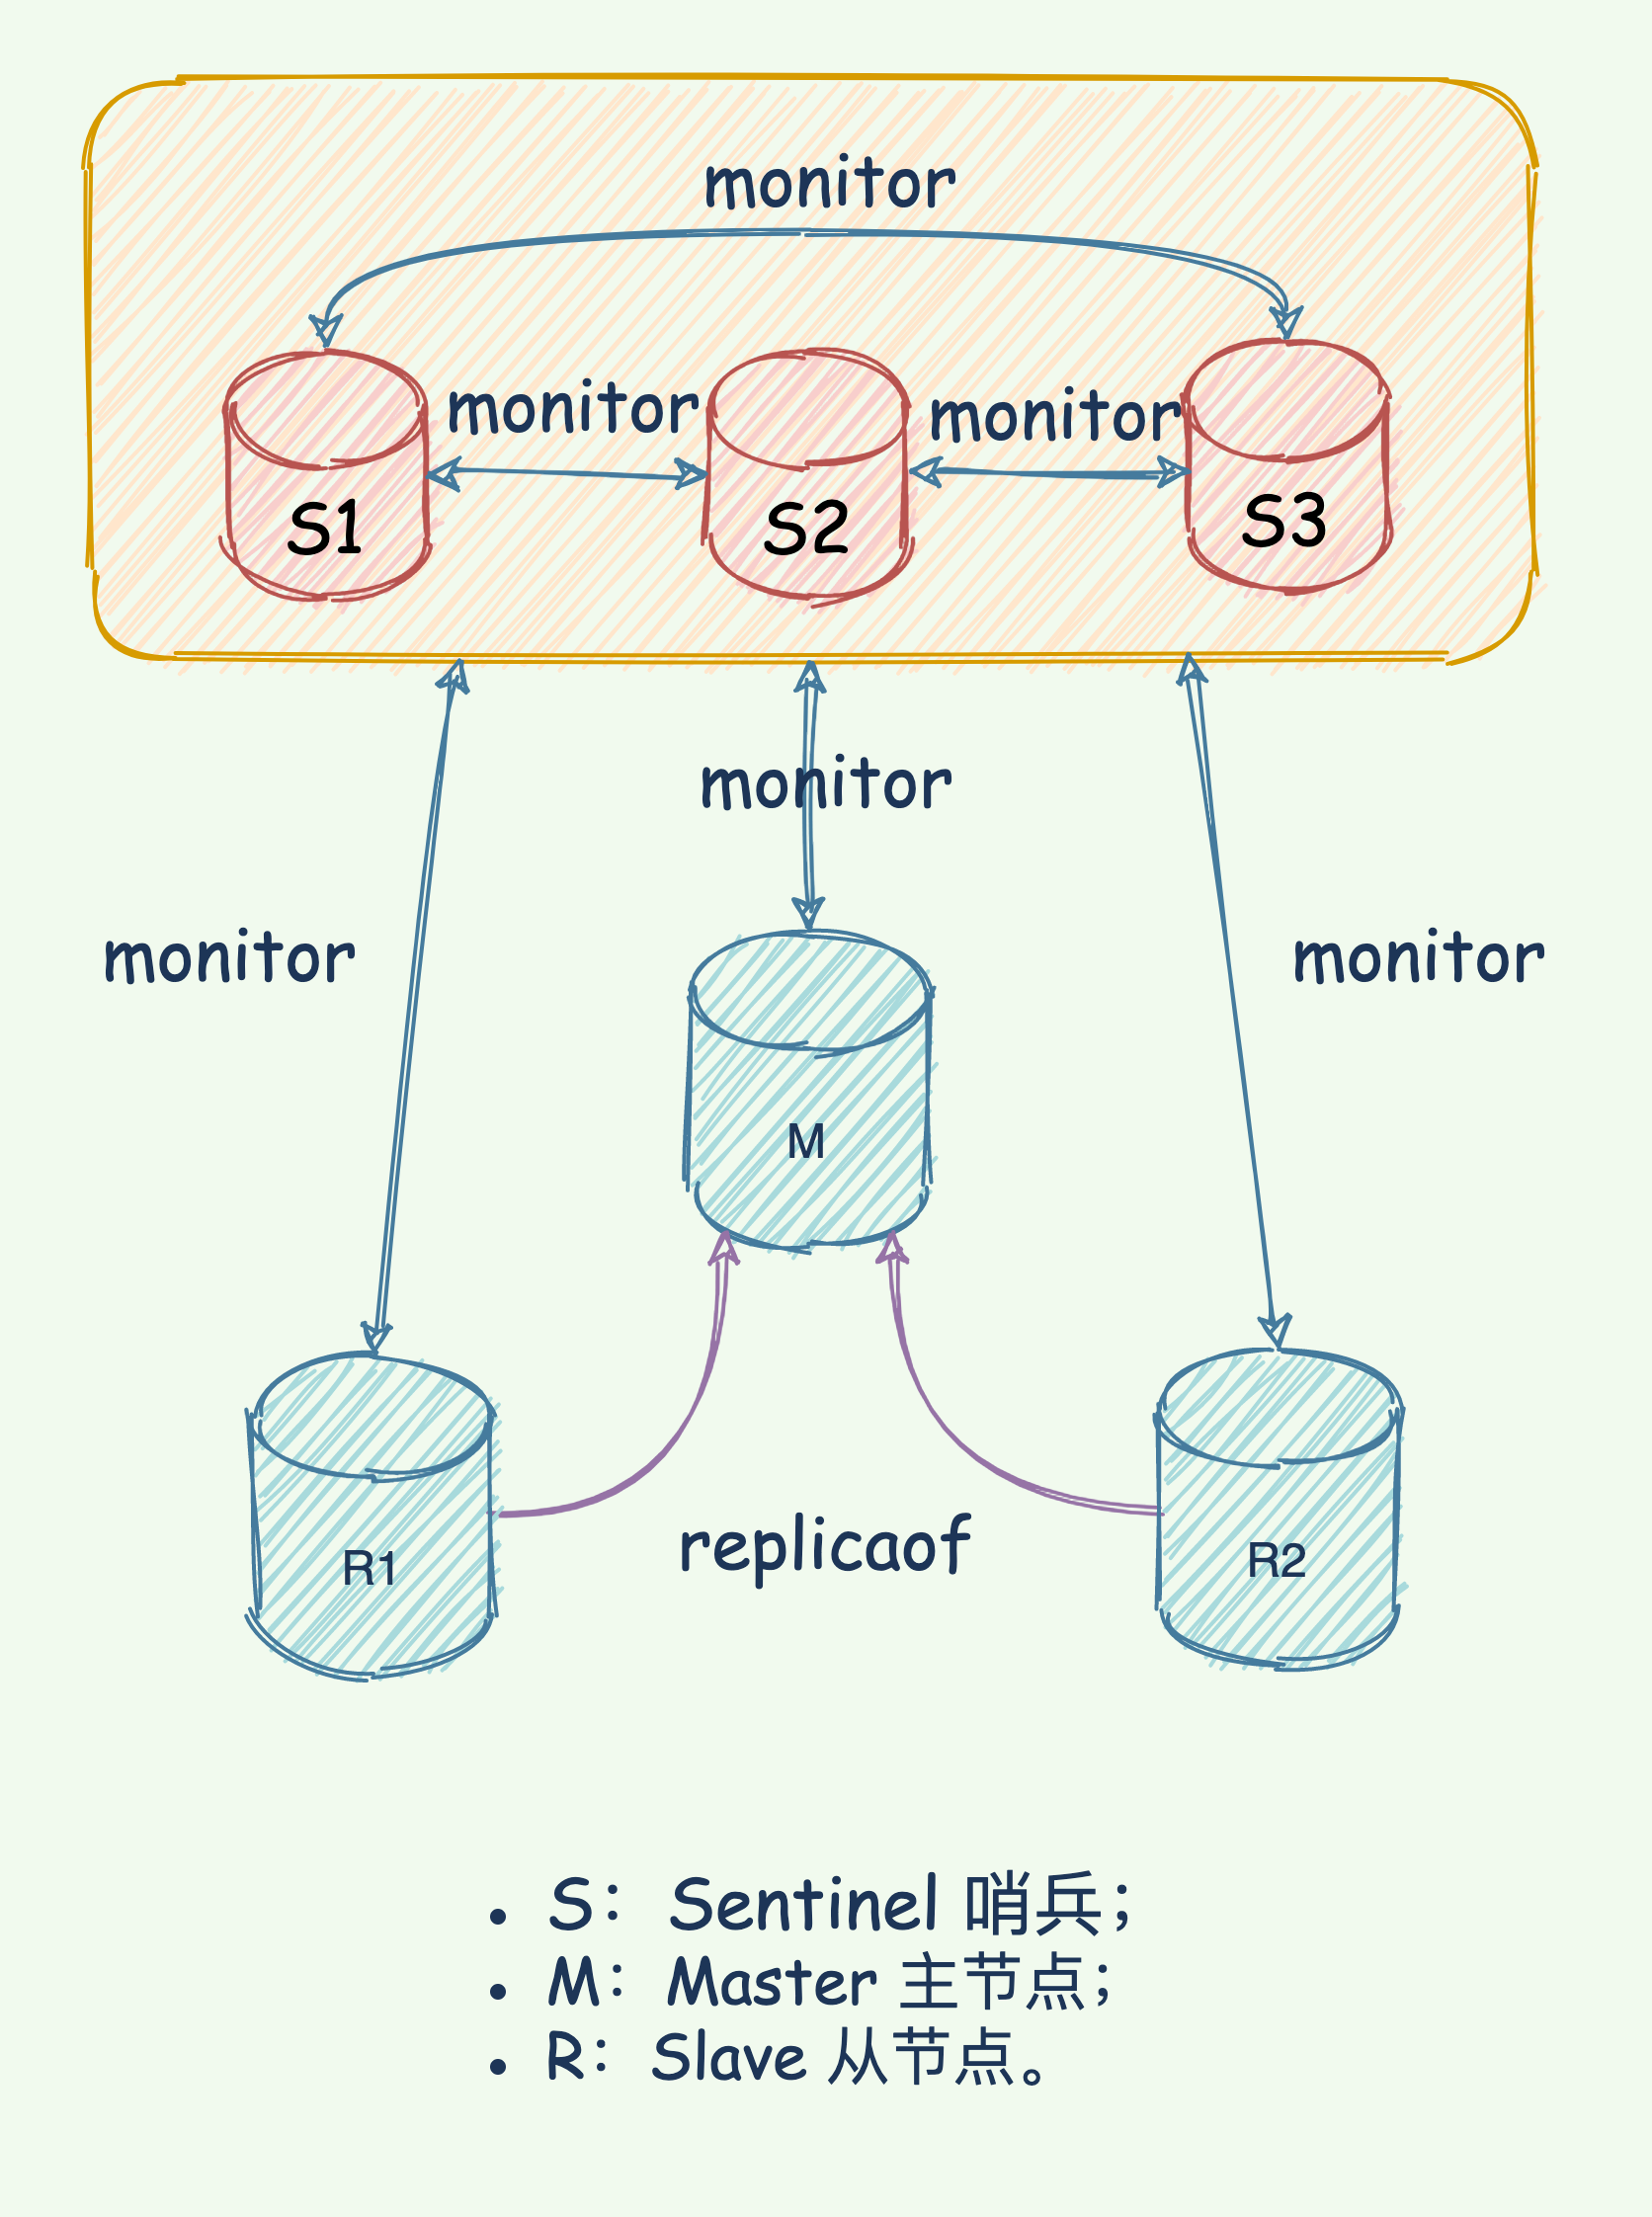 monitor
monitor
monitor
S1
S2
S3
monitor
monitor
monitor
M
replicaof
R1
R2
• S：Sentinel 哨兵；
• M：Master 主节点；
• R：Slave 从节点。